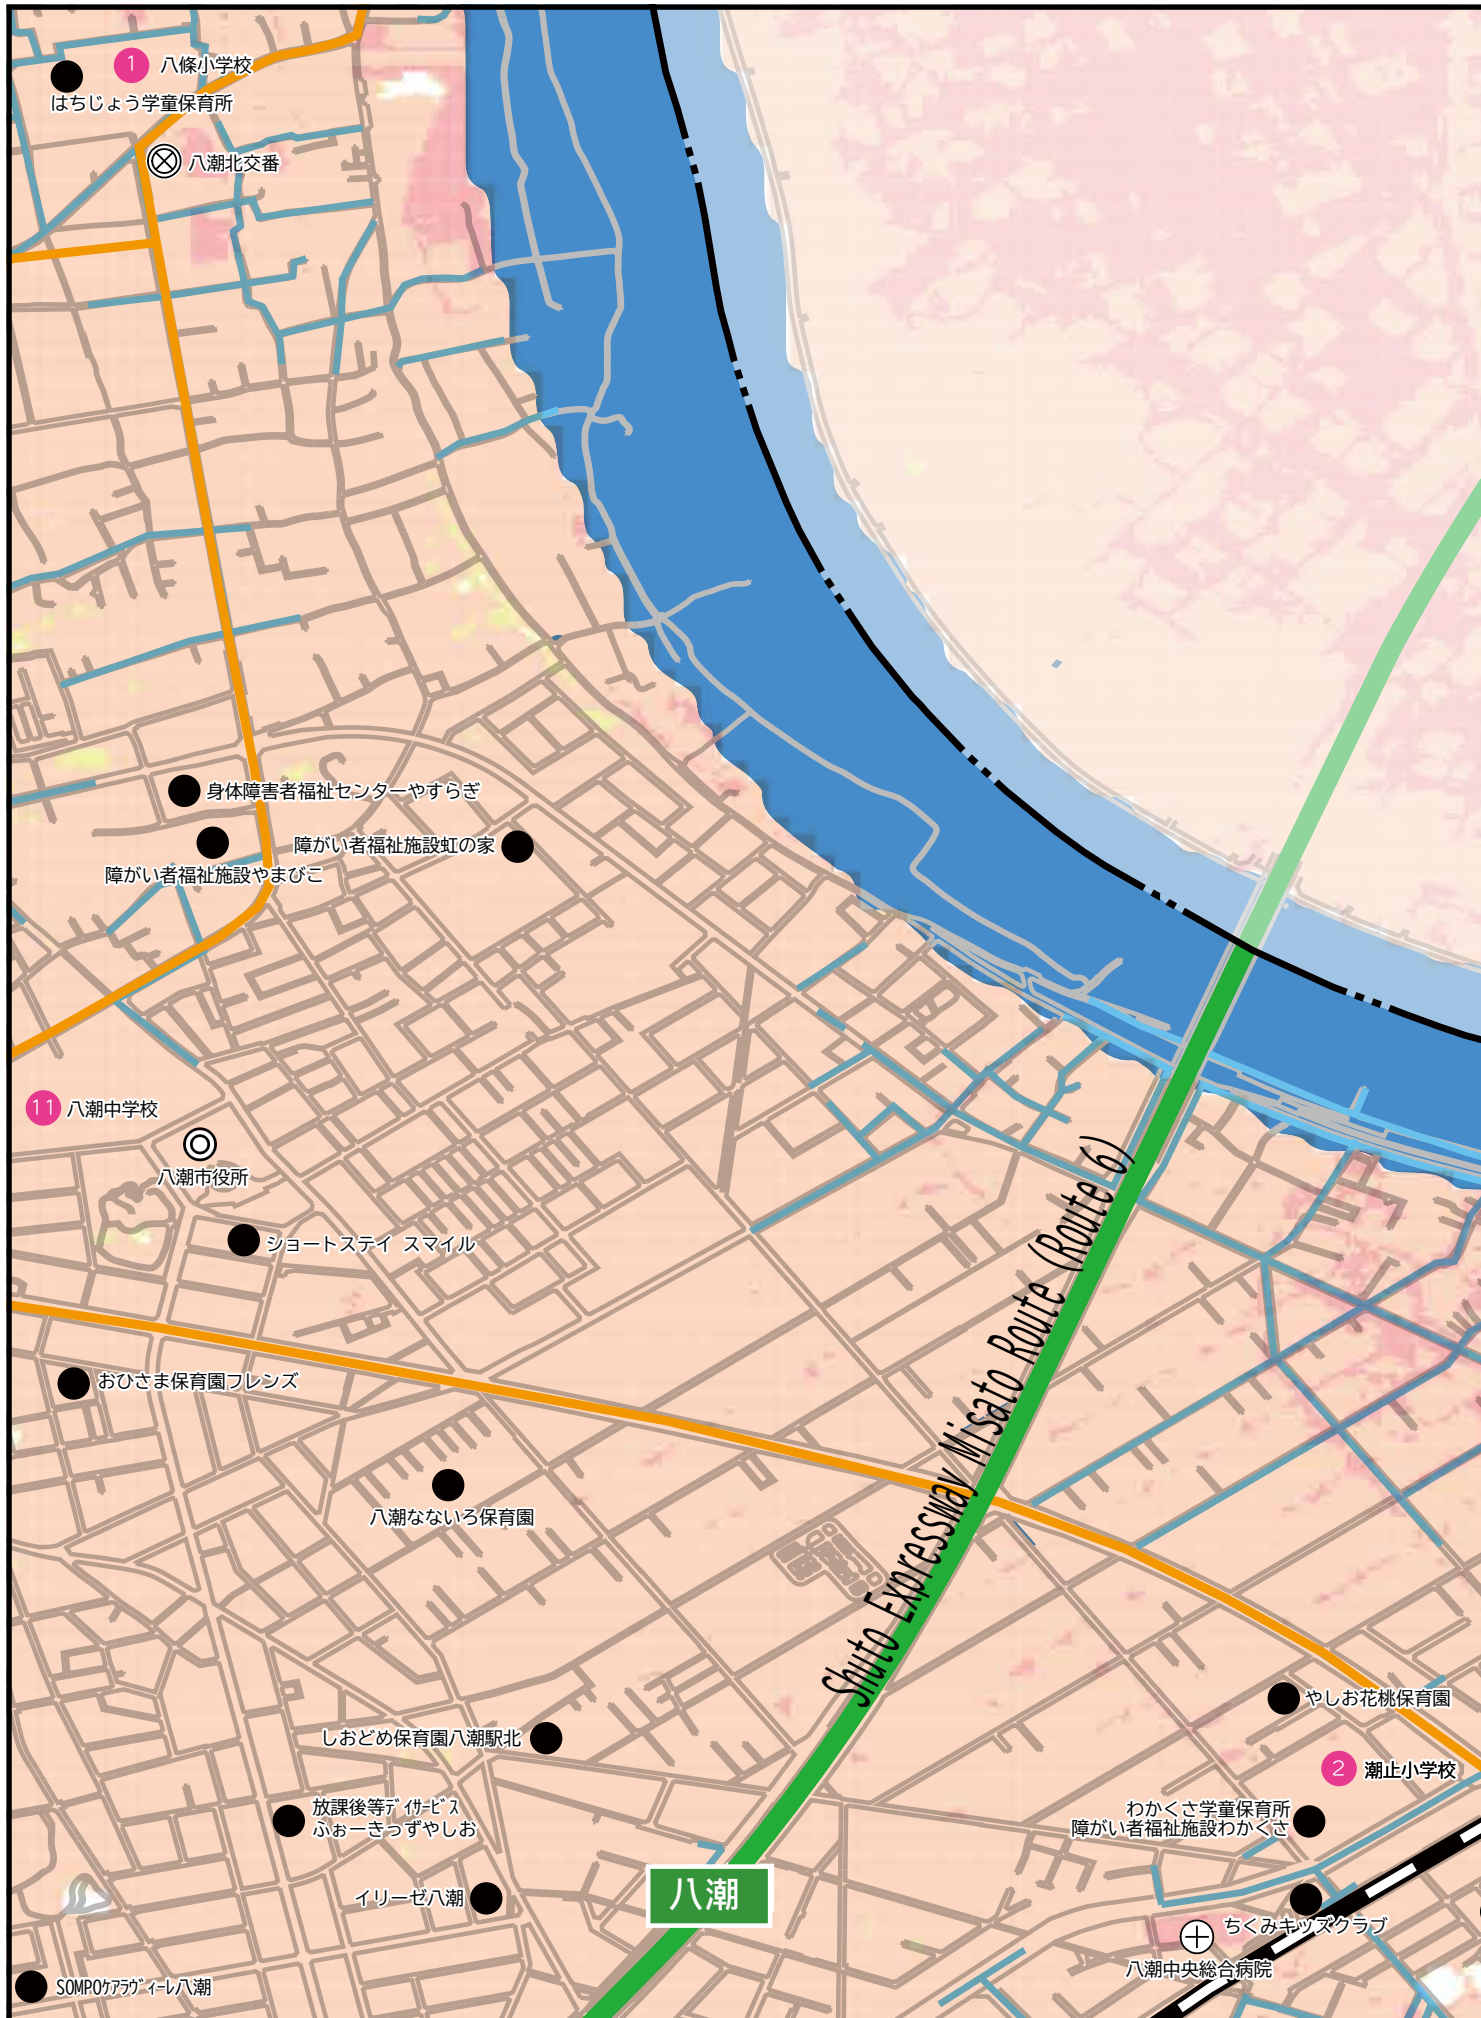 1
八條小学校
はちじょう学童保育所
八潮北交番
身体障害者福祉センターやすらぎ
障がい者福祉施設虹の家
障がい者福祉施設やまびこ
11
八潮中学校
八潮市役所
ショートステイ スマイル
おひさま保育園フレンズ
Shuto Expressway Misato Route (Route 6)
八潮なないろ保育園
しおどめ保育園八潮駅北
やしお花桃保育園
2
潮止小学校
放課後等ﾃﾞｲｻｰﾋﾞｽ
ふぉーきっずやしお
わかくさ学童保育所
障がい者福祉施設わかくさ
イリーゼ八潮
八潮
ちくみキッズクラブ
八潮中央総合病院
SOMPOｹｱﾗｳﾞｨｰﾚ八潮